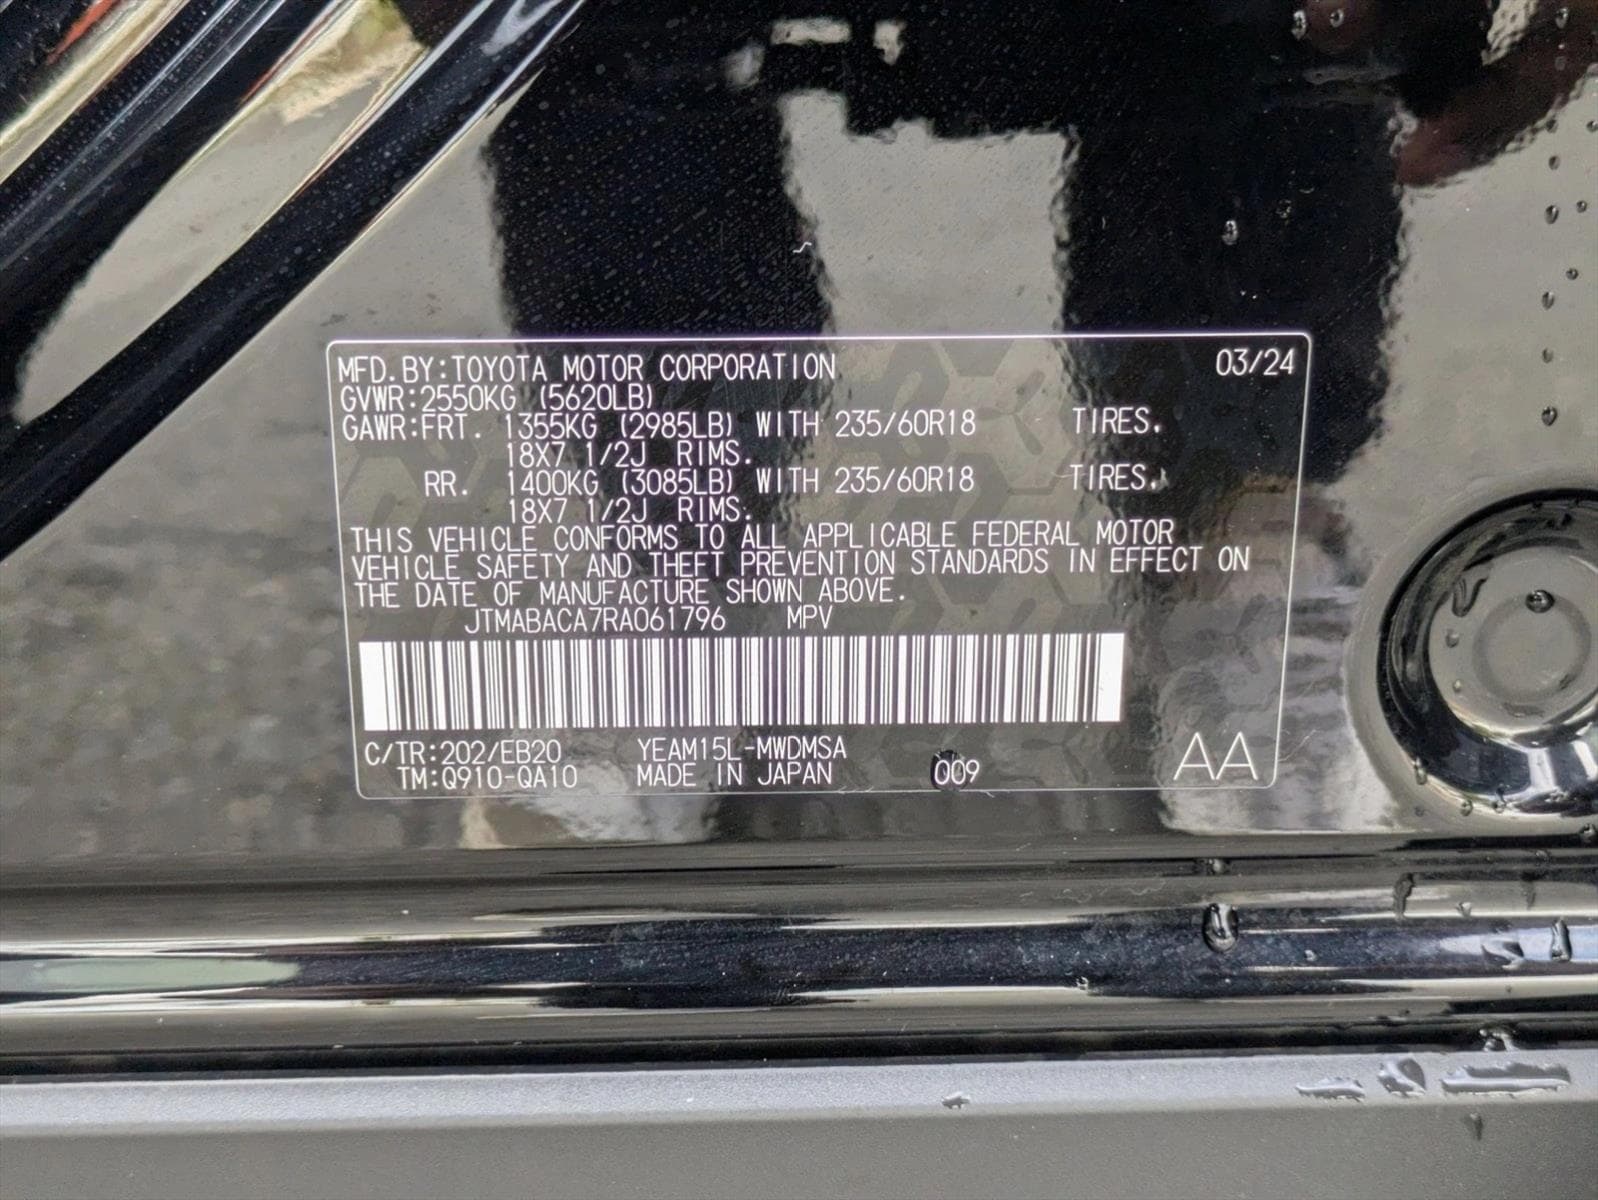 MFD.BY:TOYOTA MOTOR CORPORATION 03/24
GVWR:2550KG (5620LB)
GAWR:FRT. 1355KG (2985LB) WITH 235/60R18 TIRES.
18X7 1/2J RIMS.
RR. 1400KG (3085LB) WITH 235/60R18 TIRES.
18X7 1/2J RIMS.
THIS VEHICLE CONFORMS TO ALL APPLICABLE FEDERAL MOTOR
VEHICLE SAFETY AND THEFT PREVENTION STANDARDS IN EFFECT ON
THE DATE OF MANUFACTURE SHOWN ABOVE.
JTMABACA7RA061796 MPV
C/TR:202/EB20 YEAM15L-MWDMSA
TM:Q910-QA10 MADE IN JAPAN 009 AA